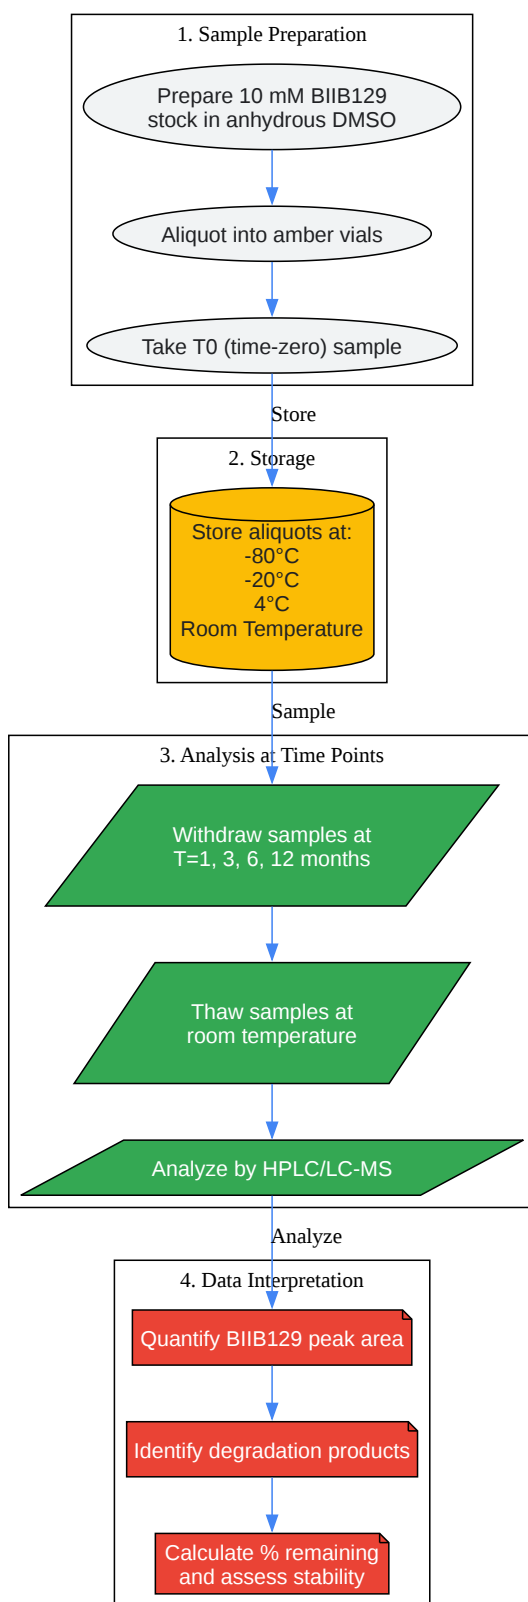 1. Sample Preparation
Prepare 10 mM BIIB129
stock in anhydrous DMSO
Aliquot into amber vials
Take T0 (time-zero) sample
Store
2. Storage
Store aliquots at:
-80°C
-20°C
4°C
Room Temperature
Sample
3. Analysis at Time Points
Withdraw samples at
T=1, 3, 6, 12 months
Thaw samples at
room temperature
Analyze by HPLC/LC-MS
Analyze
4. Data Interpretation
Quantify BIIB129 peak area
Identify degradation products
Calculate % remaining
and assess stability